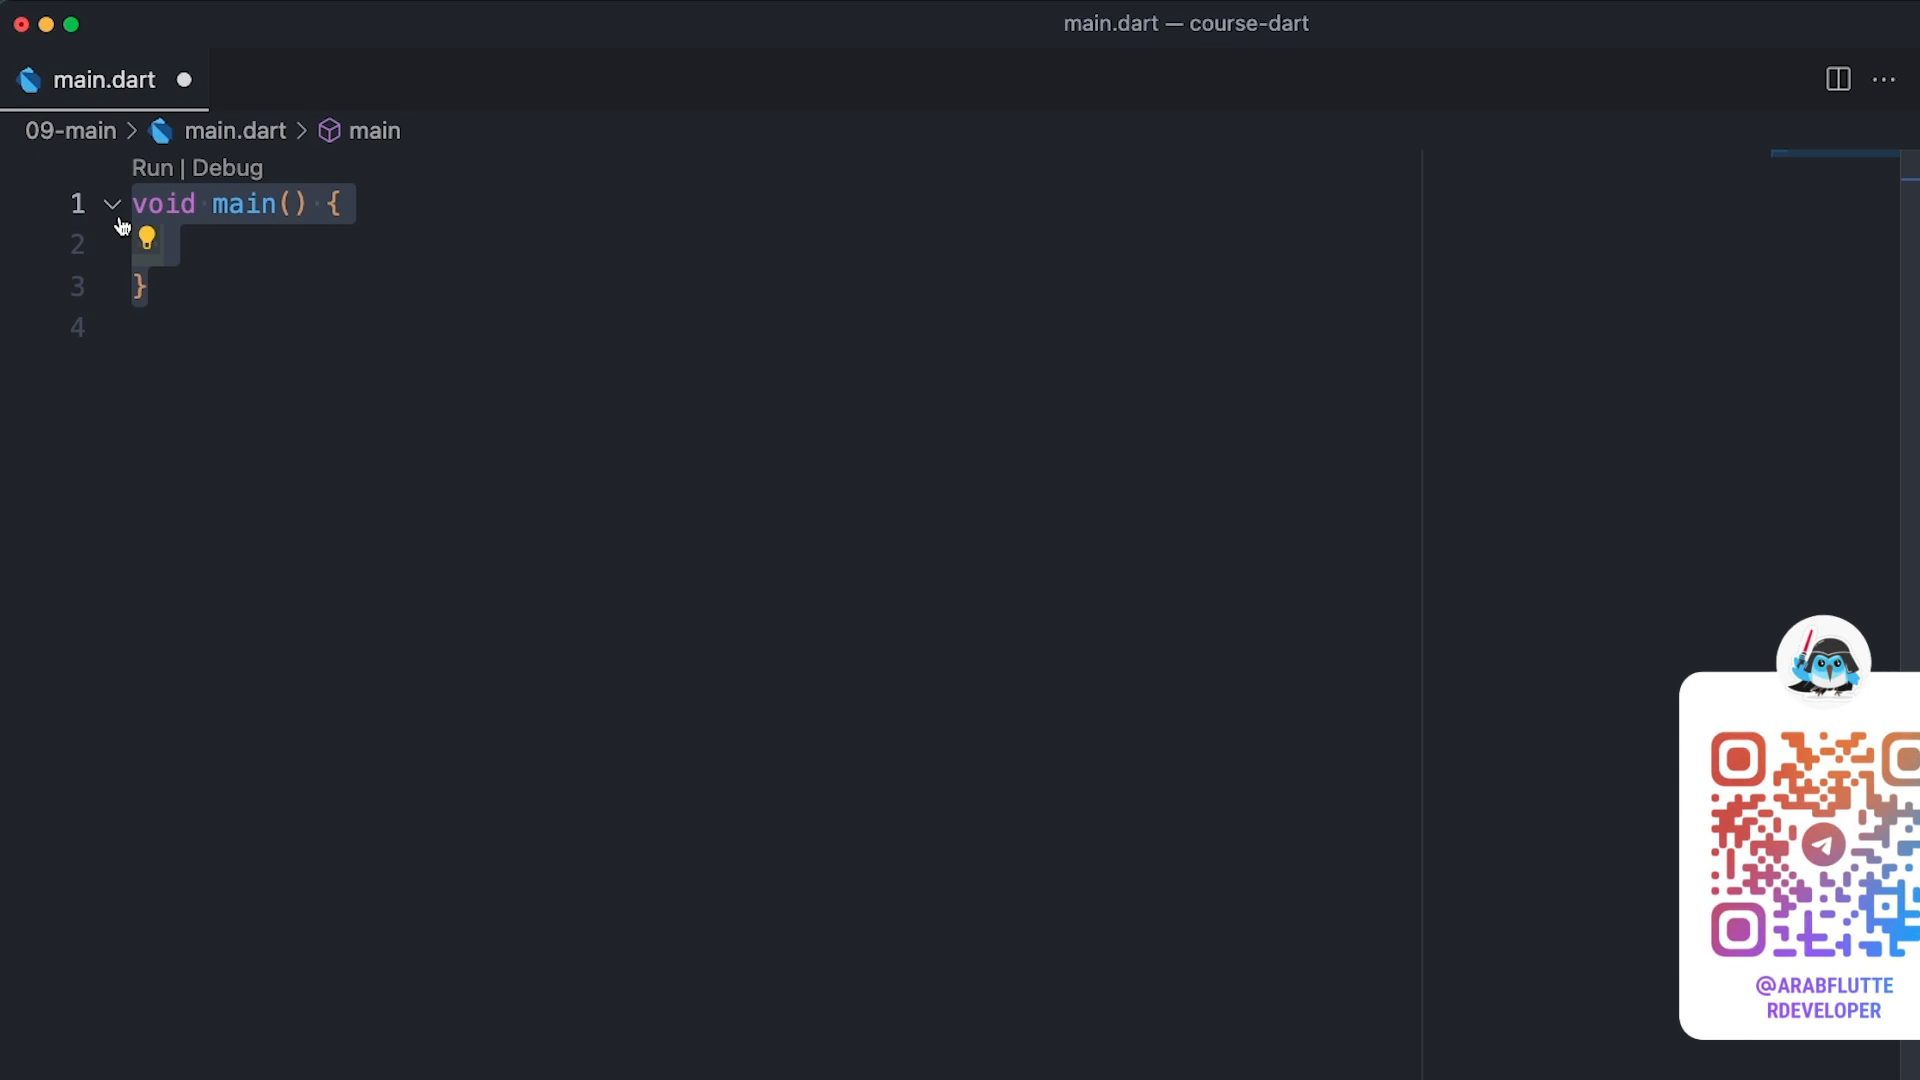 main.dart — course-dart
main.dart
09-main > main.dart > main
Run | Debug
1 void main() {
2
3 }
4
@ARABFLUTTE
RDEVELOPER